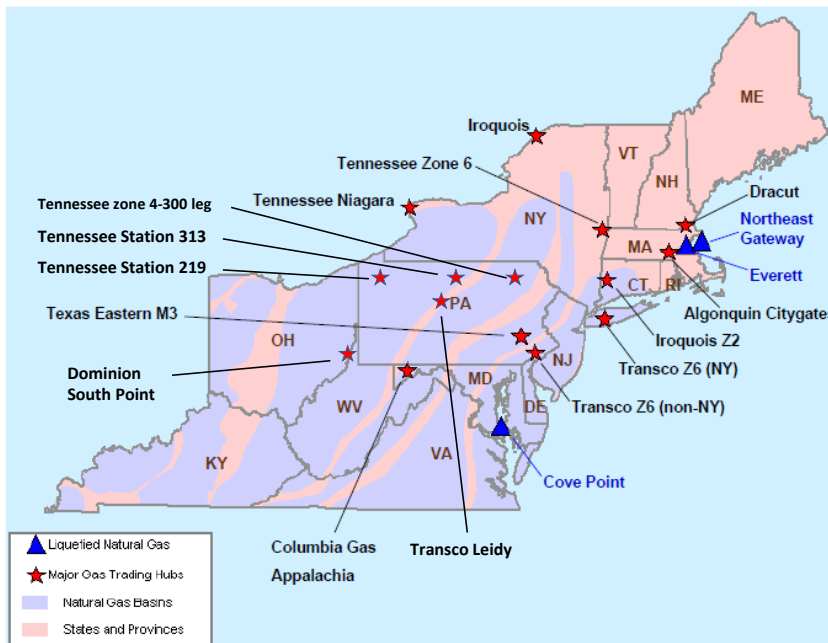 ME
Iroquois
Tennessee Zone 6
VT
NH
Tennessee Niagara
Dracut
Tennessee zone 4-300 leg
NY
Northeast
Gateway
Tennessee Station 313
MA
Everett
Tennessee Station 219
CT
RI
PA
Algonquin Citygates
Texas Eastern M3
Iroquois Z2
OH
NJ
Transco Z6 (NY)
Dominion
South Point
MD
DE
Transco Z6 (non-NY)
WV
VA
KY
Cove Point
Columbia Gas
Appalachia
Transco Leidy
Liquefied Natural Gas
Major Gas Trading Hubs
Natural Gas Basins
States and Provinces